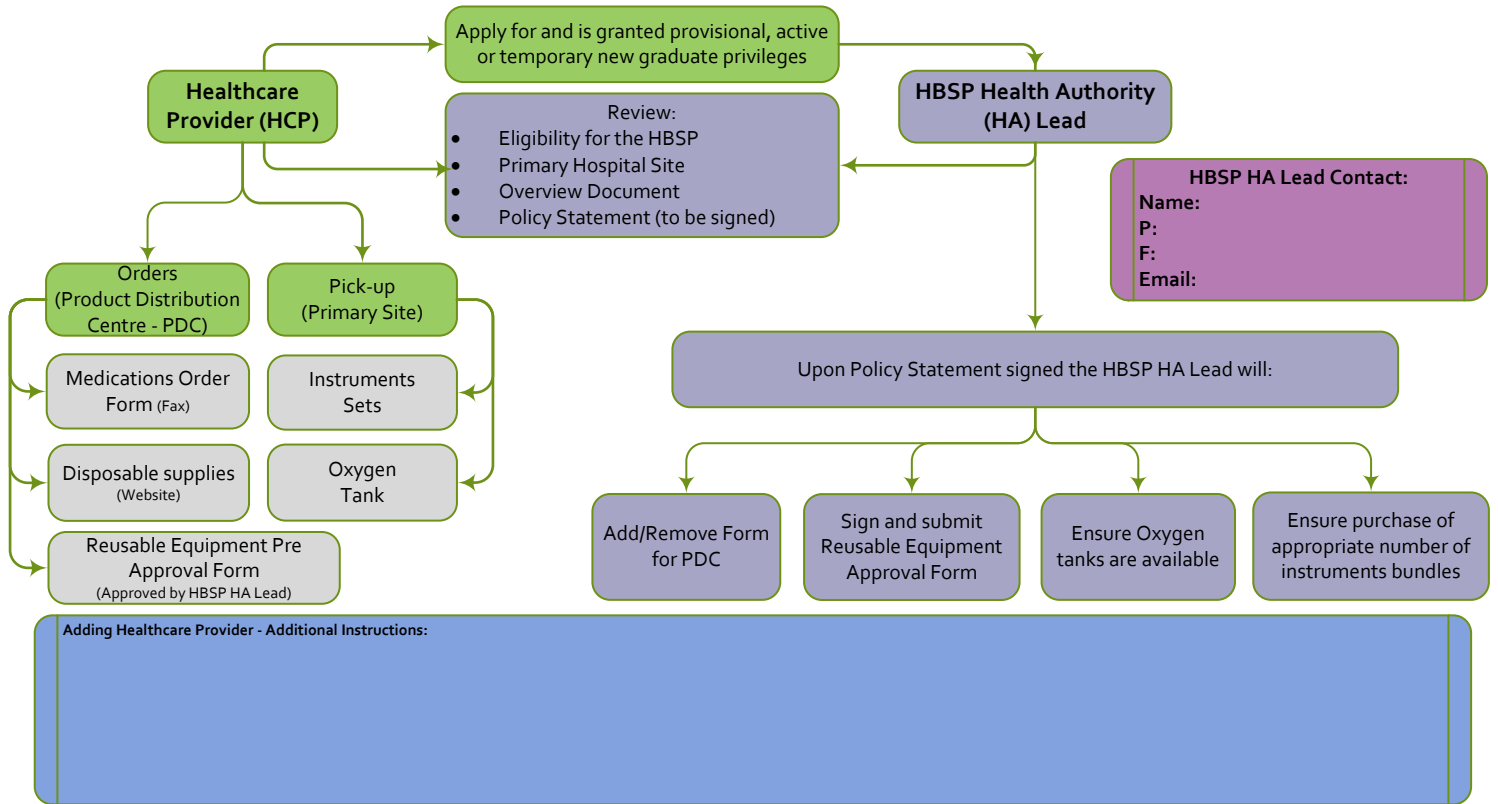 Apply for and is granted provisional, active
or temporary new graduate privileges
Healthcare
Provider (HCP)
Review:
• Eligibility for the HBSP
• Primary Hospital Site
• Overview Document
• Policy Statement (to be signed)
HBSP Health Authority
(HA) Lead
HBSP HA Lead Contact:
Name:
P:
F:
Email:
Orders
(Product Distribution
Centre - PDC)
Pick-up
(Primary Site)
Medications Order
Form (Fax)
Instruments
Sets
Disposable supplies
(Website)
Oxygen
Tank
Reusable Equipment Pre
Approval Form
(Approved by HBSP HA Lead)
Upon Policy Statement signed the HBSP HA Lead will:
Add/Remove Form
for PDC
Sign and submit
Reusable Equipment
Approval Form
Ensure Oxygen
tanks are available
Ensure purchase of
appropriate number of
instruments bundles
Adding Healthcare Provider - Additional Instructions: